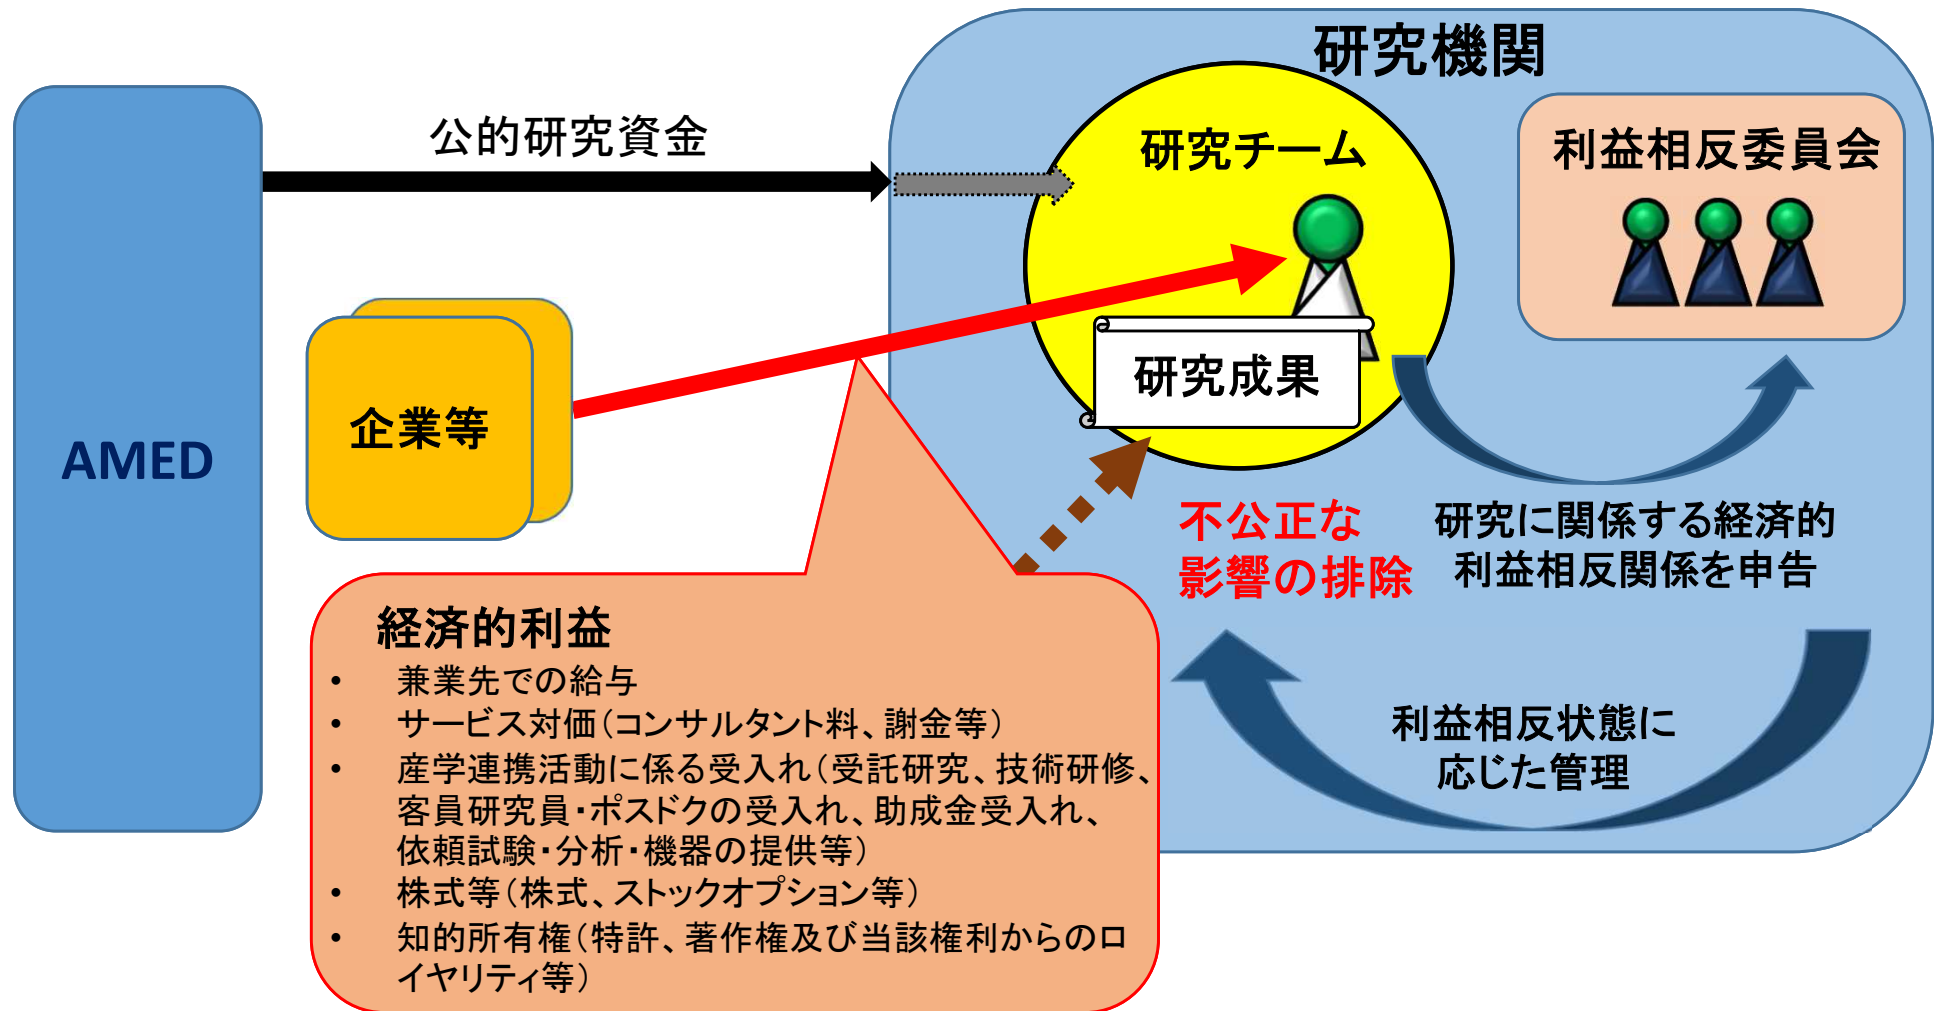 研究機関
公的研究資金
研究チーム
利益相反委員会
AMED
企業等
研究成果
不公正な
影響の排除
研究に関係する経済的
利益相反関係を申告
利益相反状態に
応じた管理
経済的利益
• 兼業先での給与
• サービス対価(コンサルタント料、謝金等)
• 産学連携活動に係る受入れ(受託研究、技術研修、
客員研究員・ポスドクの受入れ、助成金受入れ、
依頼試験・分析・機器の提供等)
• 株式等(株式、ストックオプション等)
• 知的所有権(特許、著作権及び当該権利からのロ
イヤリティ等)